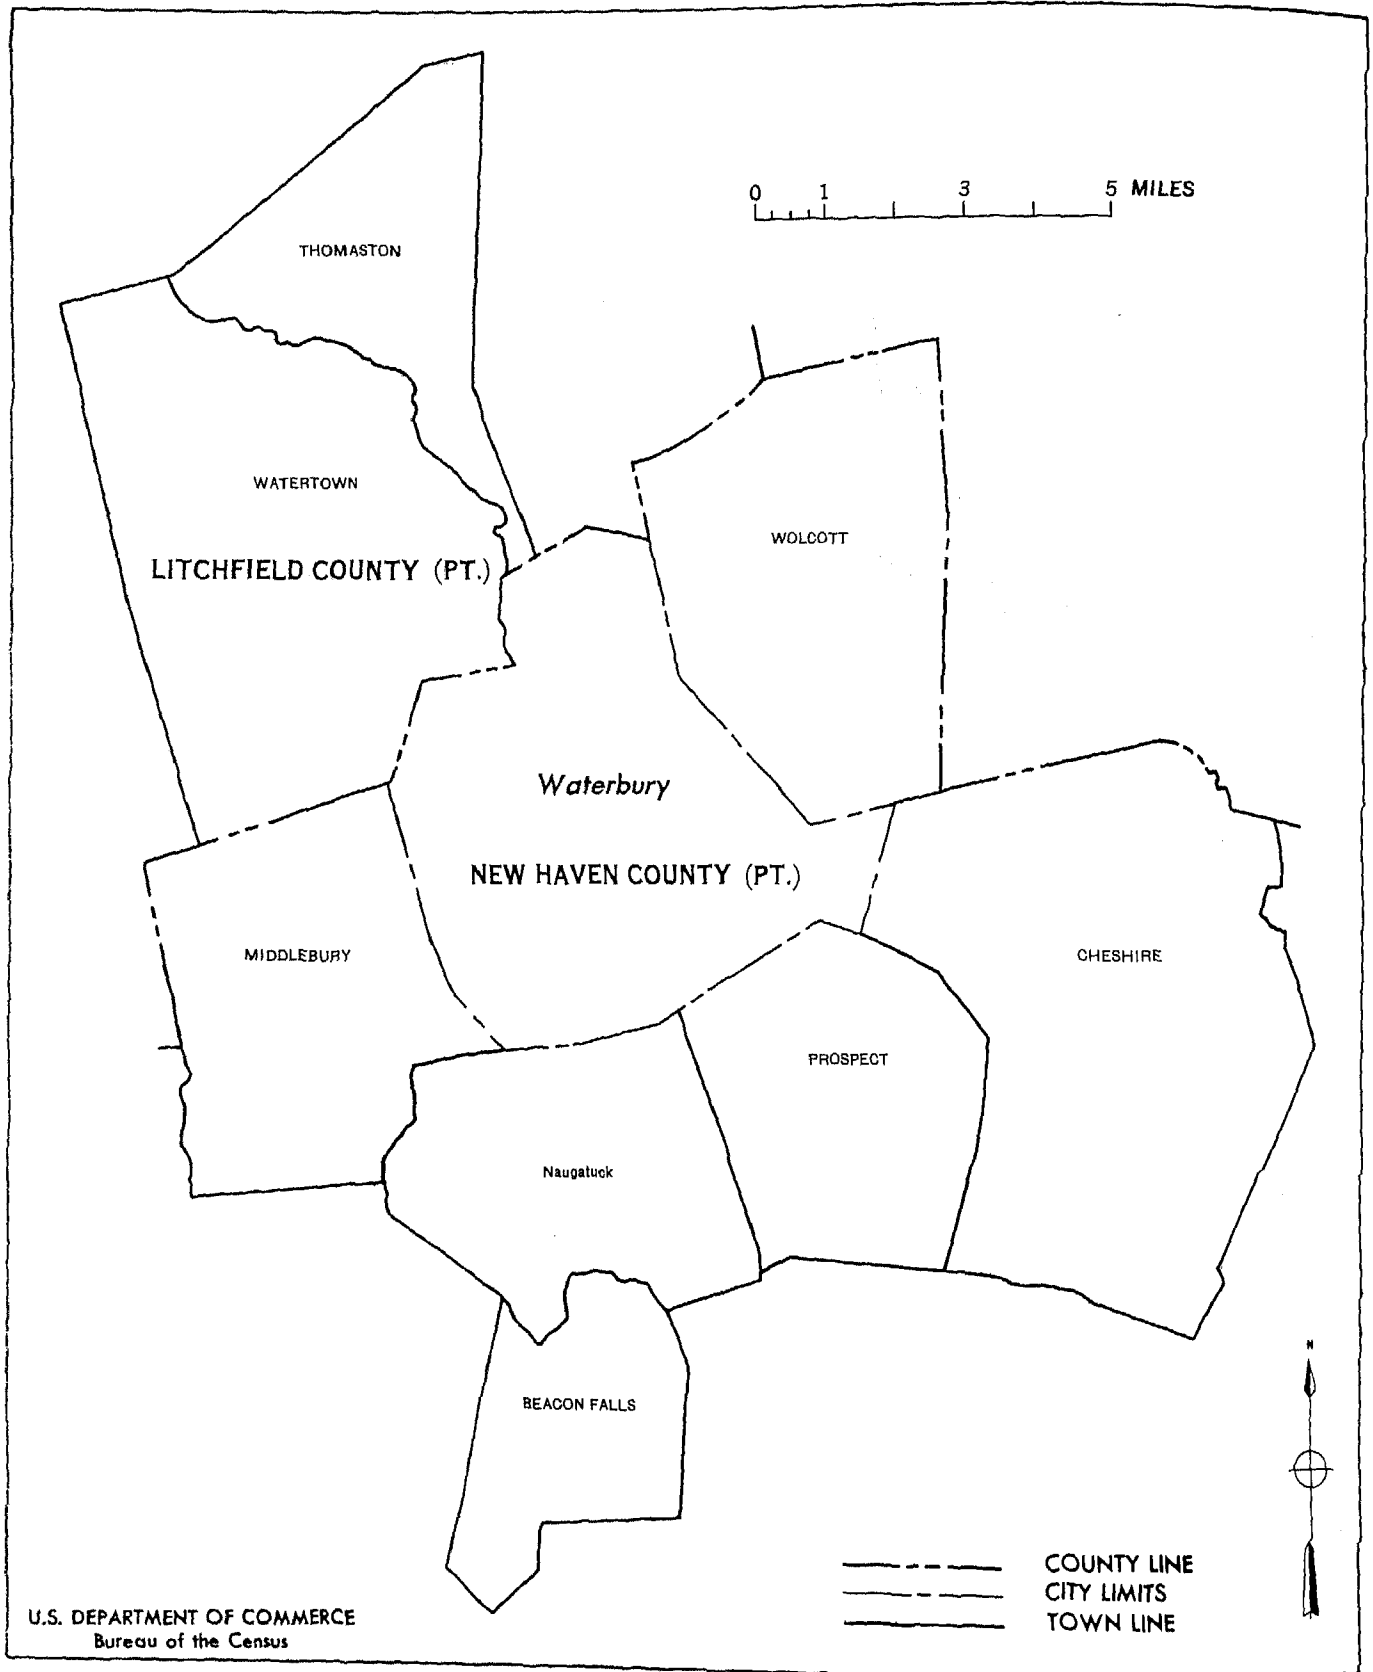 0 1 3 5 MILES
THOMASTON
WATERTOWN
WOLCOTT
LITCHFIELD COUNTY (PT.)
Waterbury
NEW HAVEN COUNTY (PT.)
MIDDLEBURY
CHESHIRE
PROSPECT
Naugatuck
N
BEACON FALLS
COUNTY LINE
CITY LIMITS
TOWN LINE
U.S. DEPARTMENT OF COMMERCE
Bureau of the Census